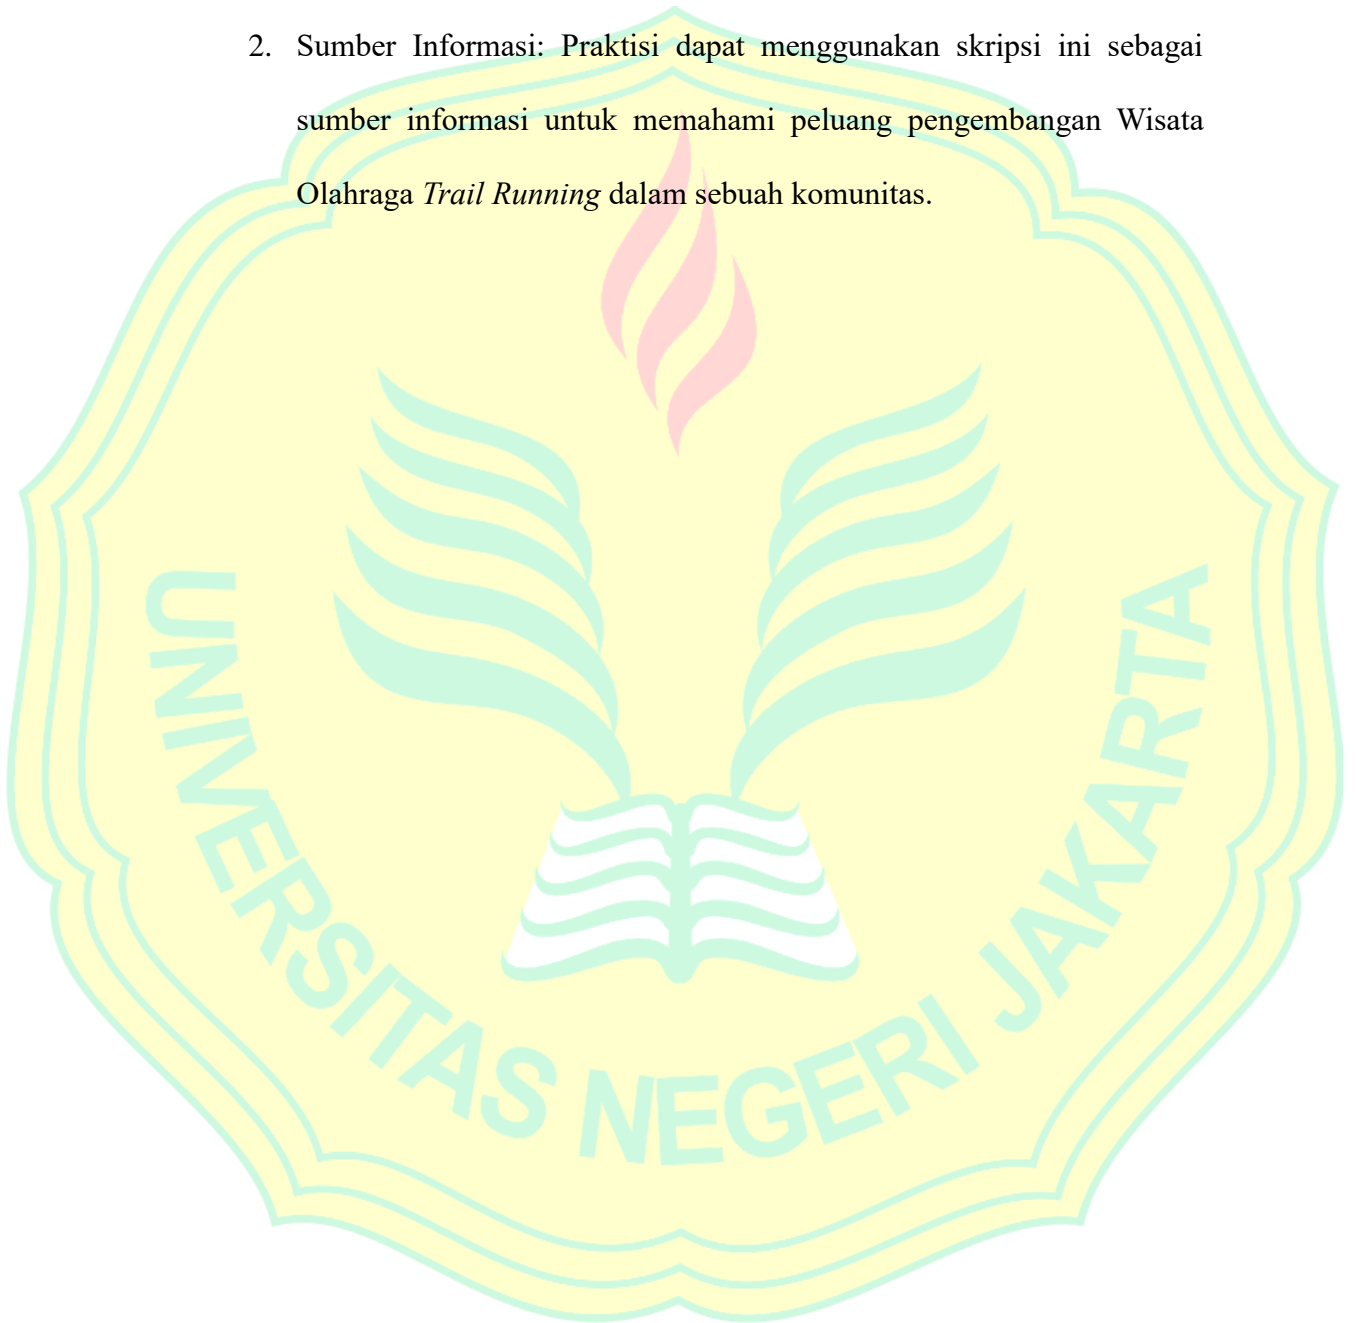 2. Sumber Informasi: Praktisi dapat menggunakan skripsi ini sebagai
sumber informasi untuk memahami peluang pengembangan Wisata
Olahraga Trail Running dalam sebuah komunitas.
UNIVERSITAS NEGERI JAKARTA